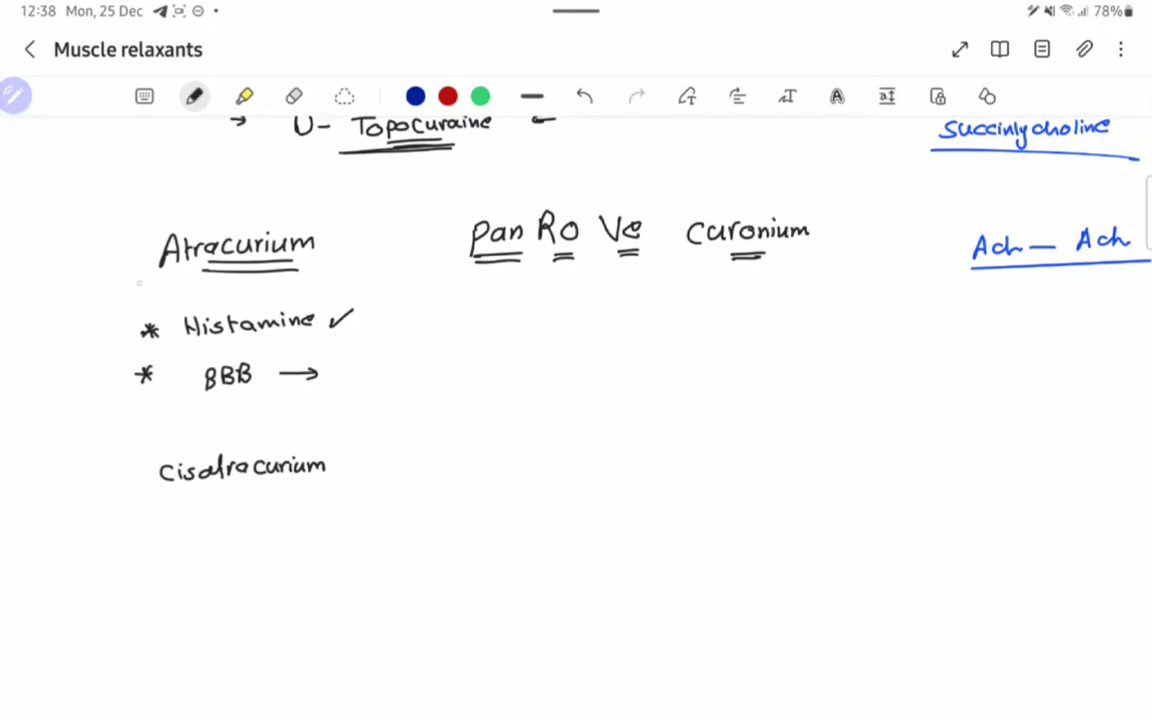 12:38 Mon, 25 Dec 78%
Muscle relaxants
U- Topocuraine
Succinlycholine
Atracurium Pan Ro Ve Curonium
Ach - Ach
* Histamine ✓
* BBB →
Cisatracurium